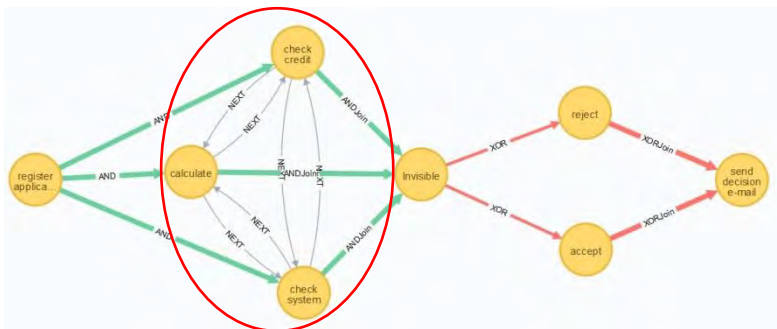 check
credit
AND
NEXT
NEXT
ANDJoin
reject
XOR
XORJoin
register
applica...
AND
calculate
NEXT
NEXT
ANDJoin
Invisible
send
decision
e-mail
AND
NEXT
NEXT
ANDJoin
XOR
XORJoin
accept
check
system